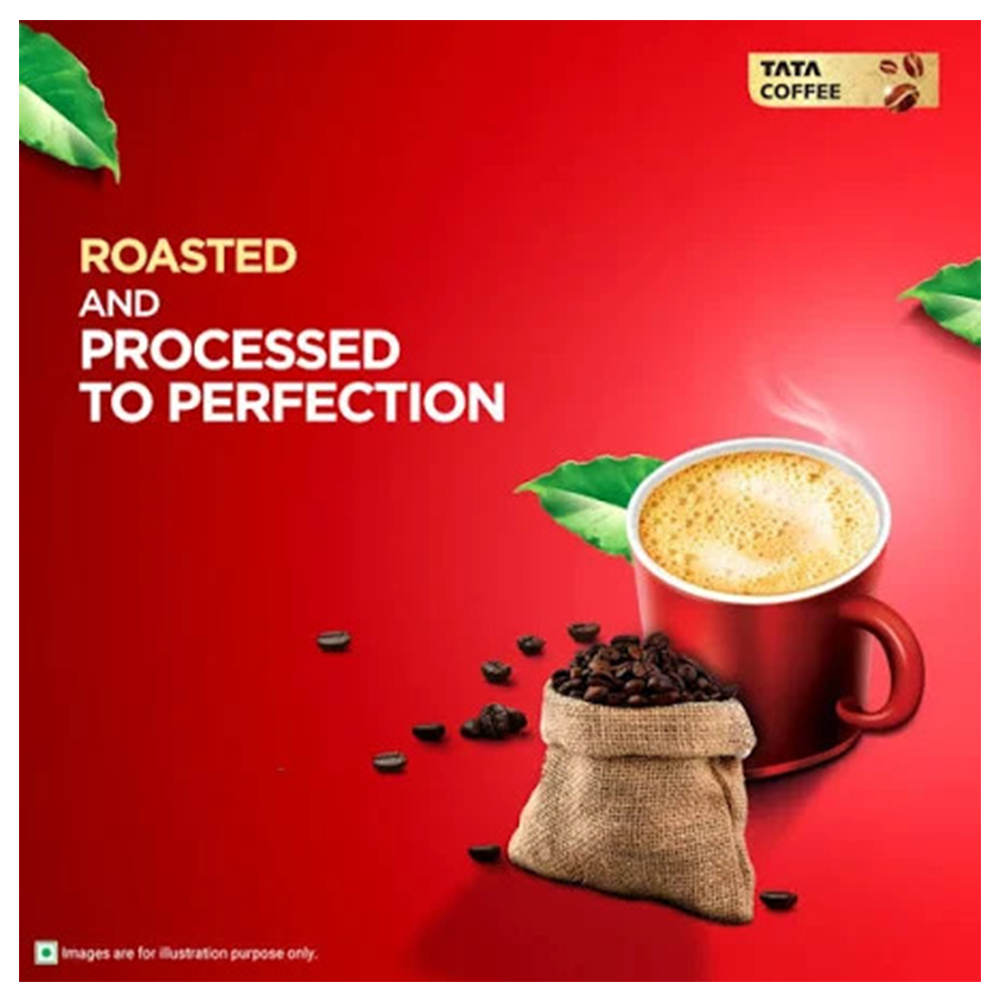 TATA
COFFEE
ROASTED
AND
PROCESSED
TO PERFECTION
Images are for illustration purpose only.